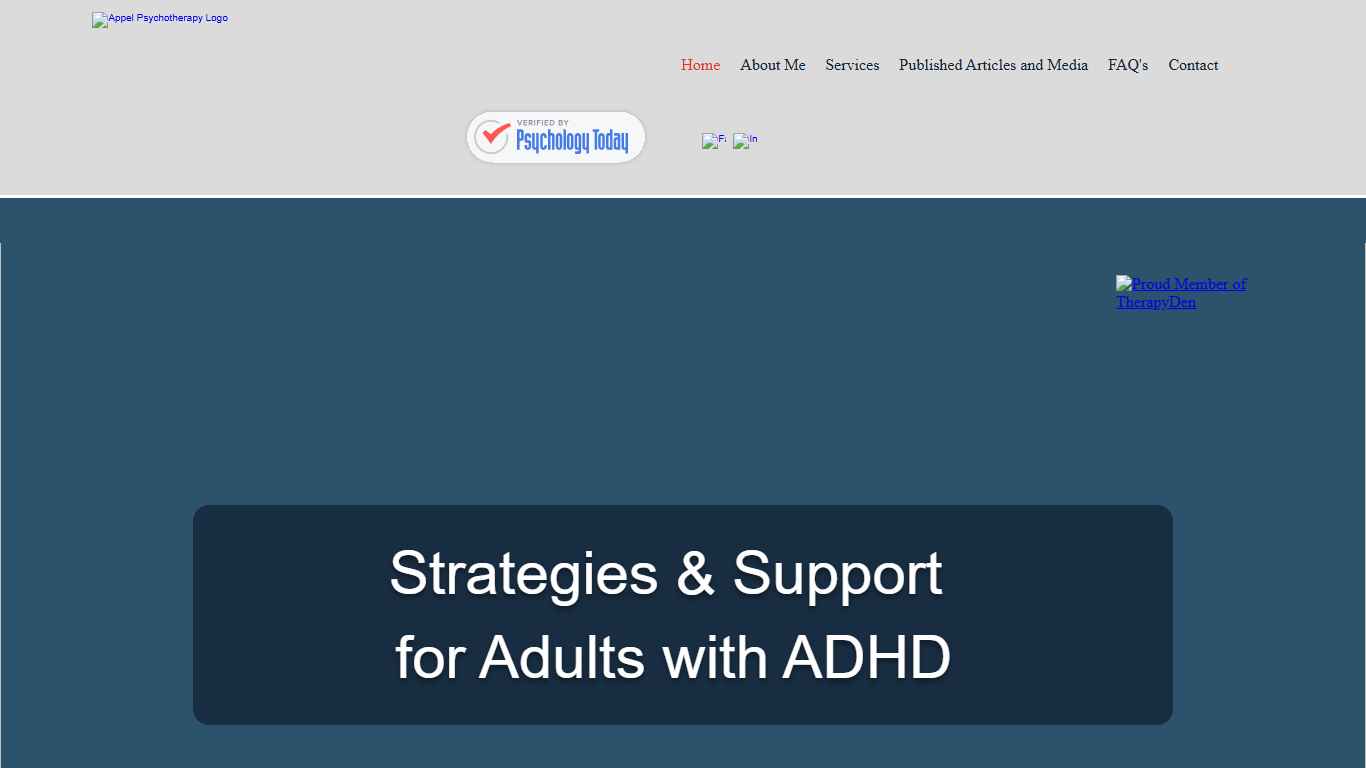 Appel Psychotherapy Logo
Home About Me Services Published Articles and Media FAQ's Contact
VERIFIED BY
Psychology Today
Proud Member of
TherapyDen
Strategies & Support
for Adults with ADHD